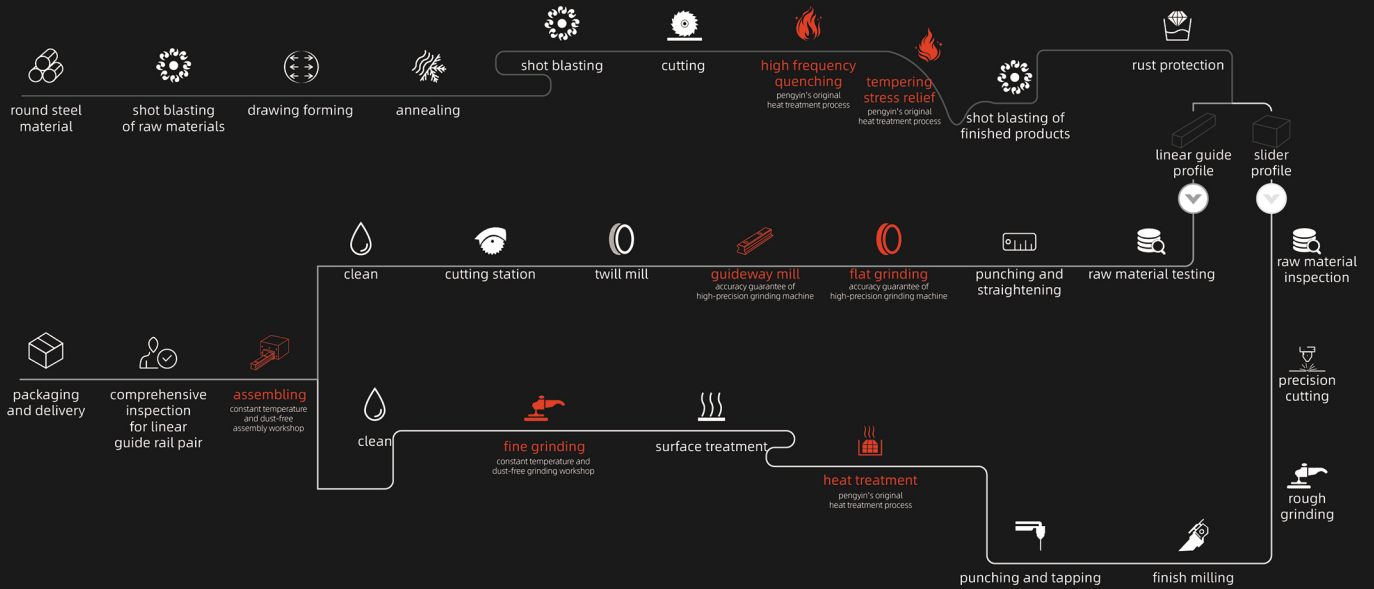 round steel
material
shot blasting
of raw materials
drawing forming
annealing
shot blasting
cutting
high frequency
quenching
pengyin's original
heat treatment process
tempering
stress relief
pengyin's original
heat treatment process
shot blasting of
finished products
rust protection
linear guide
profile
slider
profile
clean
cutting station
twill mill
guideway mill
accuracy guarantee of
high-precision grinding machine
flat grinding
accuracy guarantee of
high-precision grinding machine
punching and
straightening
raw material testing
raw material
inspection
packaging
and delivery
comprehensive
inspection
for linear
guide rail pair
assembling
constant temperature
and dust-free
assembly workshop
clean
fine grinding
constant temperature and
dust-free grinding workshop
surface treatment
heat treatment
pengyin's original
heat treatment process
precision
cutting
rough
grinding
punching and tapping
finish milling